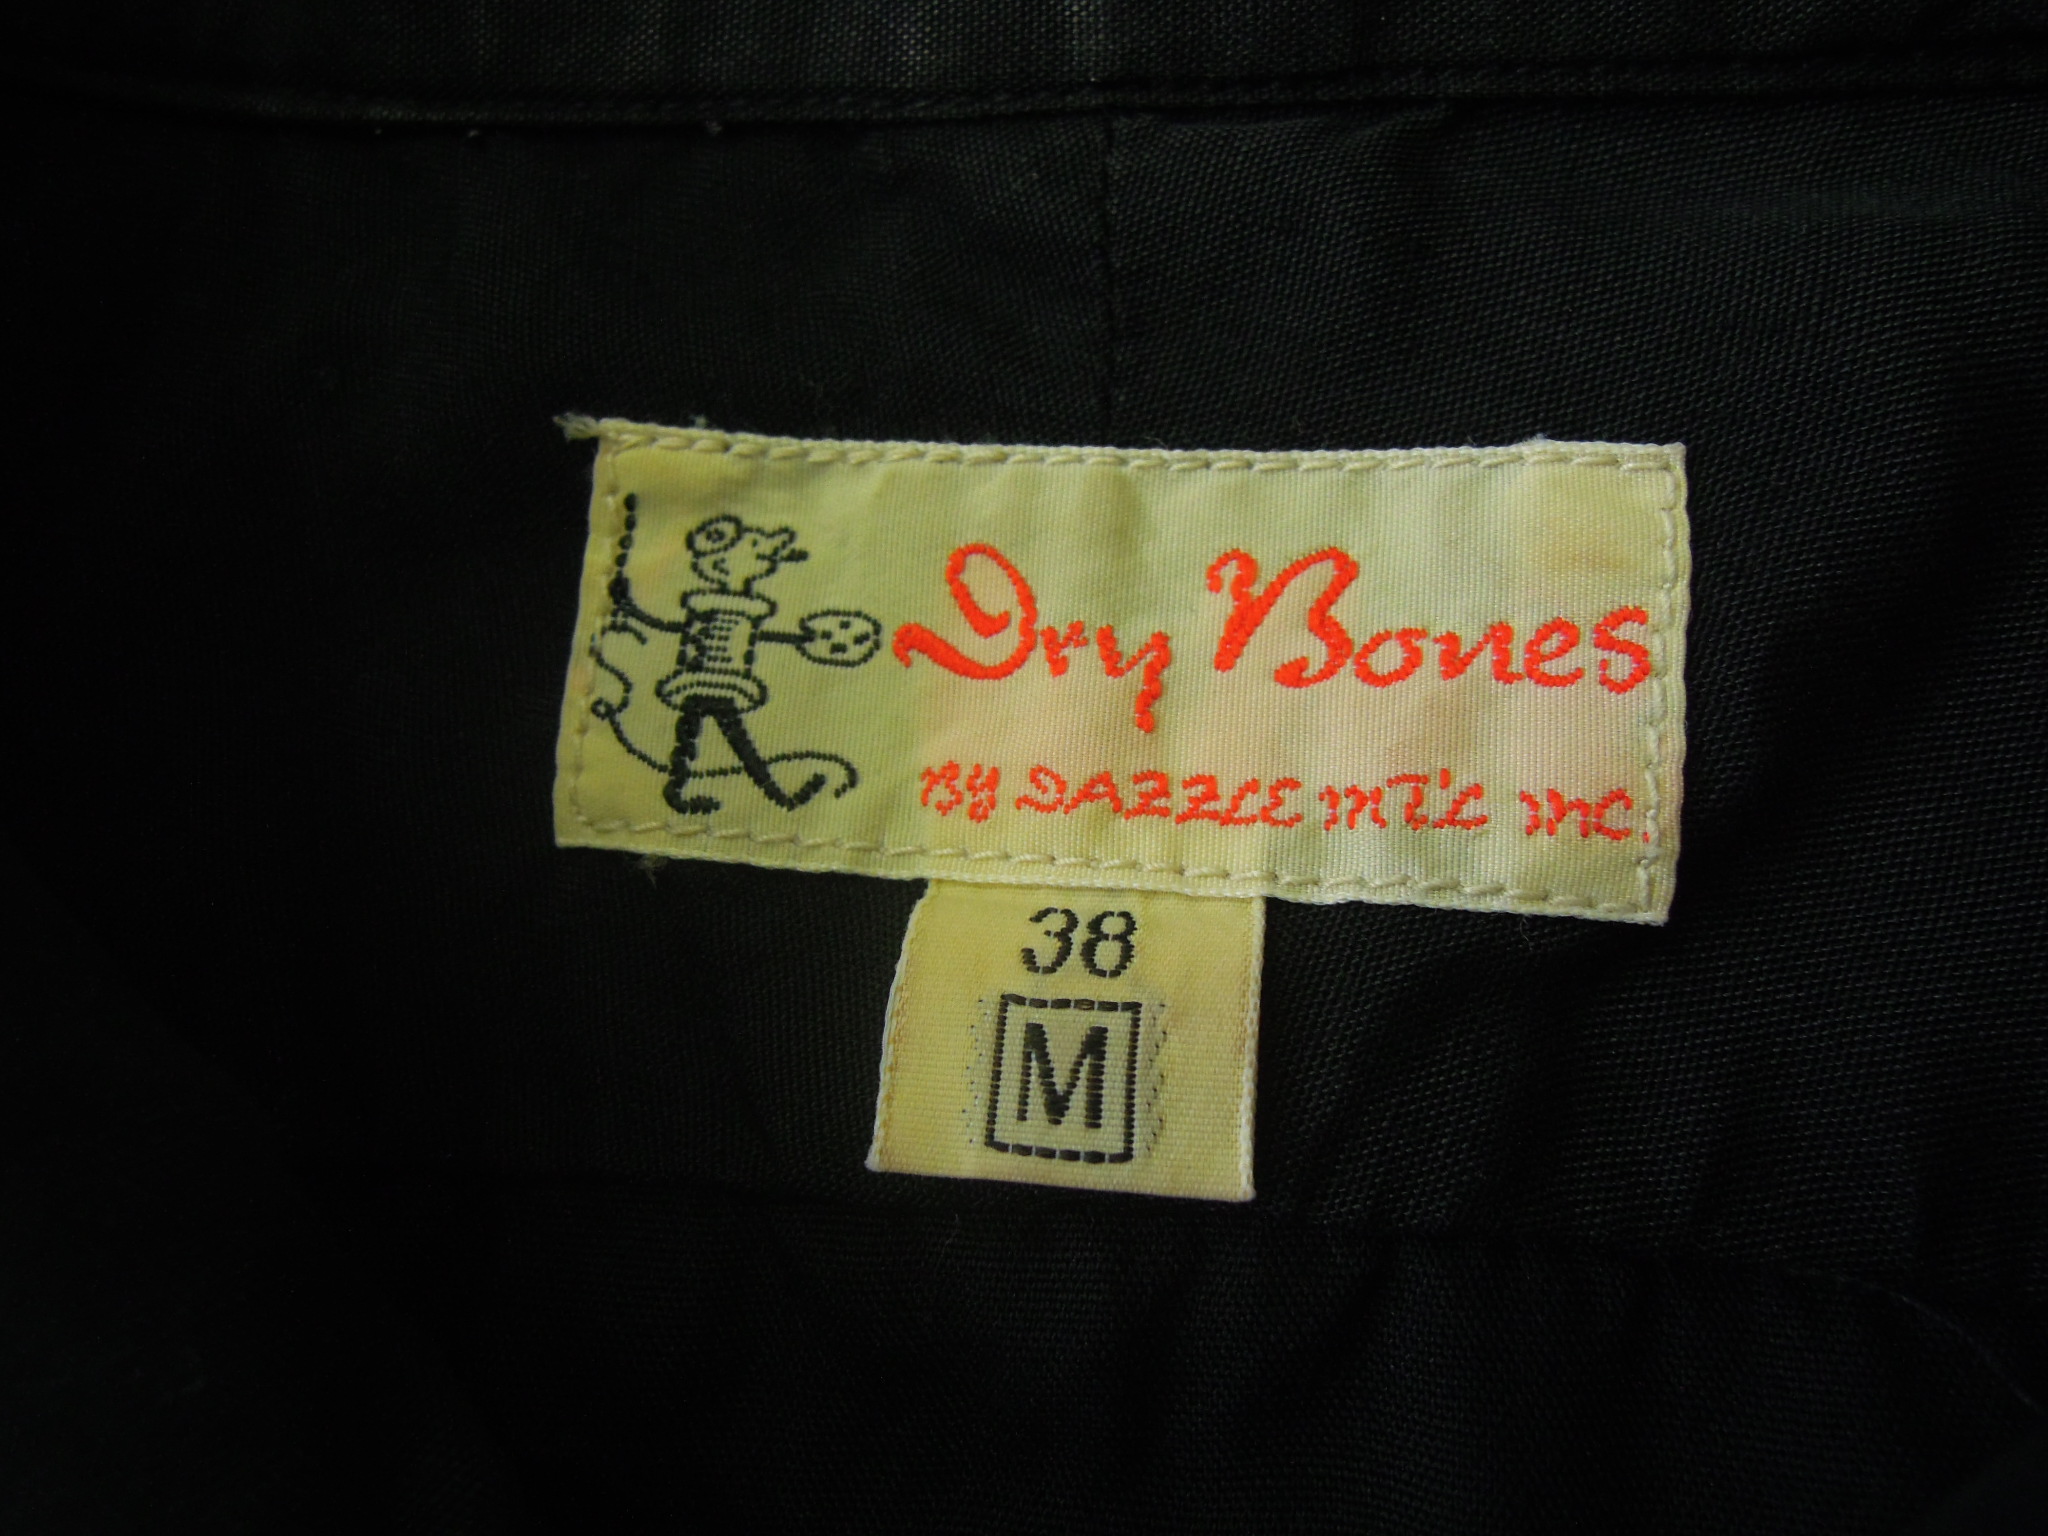 Dry Bones
BY DAZZLE INT'L INC.
38
M